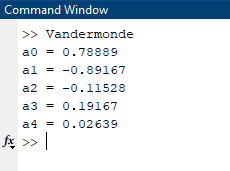 Command Window
>> Vandermonde
a0 = 0.78889
a1 = -0.89167
a2 = -0.11528
a3 = 0.19167
a4 = 0.02639
fx >>